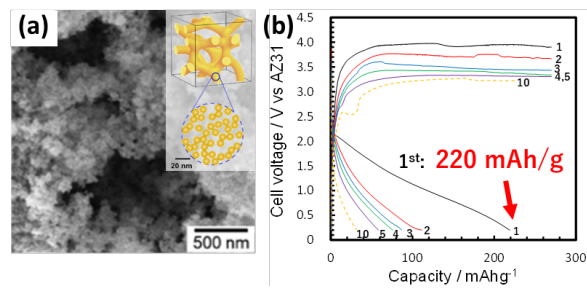 (a)
20 nm
500 nm
(b)
Cell voltage / V vs AZ31
4.5
4.0
3.5
3.0
2.5
2.0
1.5
1.0
0.5
0.0
1
2
3
4,5
10
1st: 220 mAh/g
10 5 4 3 2 1
0 100 200 300
Capacity / mAhg-1